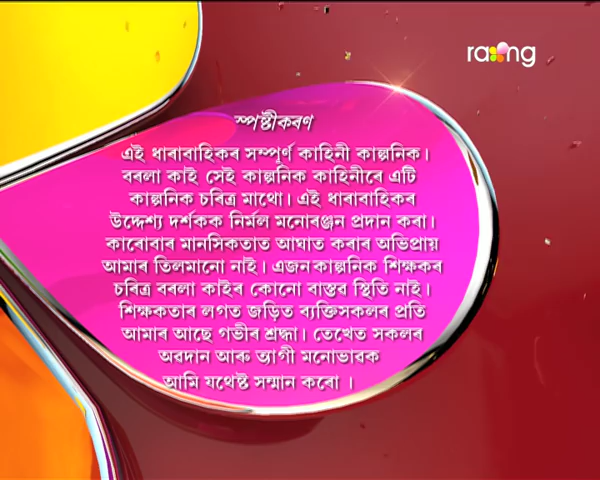 rang
স্পষ্টীকৰণ
এই ধাৰাবাহিকৰ সম্পূৰ্ণ কাহিনী কাল্পনিক।
বৰলা কাই সেই কাল্পনিক কাহিনীৰে এটি
কাল্পনিক চৰিত্ৰ মাথো। এই ধাৰাবাহিকৰ
উদ্দেশ্য দৰ্শকক নিৰ্মল মনোৰঞ্জন প্ৰদান কৰা।
কাৰোবাৰ মানসিকতাত আঘাত কৰাৰ অভিপ্ৰায়
আমাৰ তিলমানো নাই। এজন কাল্পনিক শিক্ষকৰ
চৰিত্ৰ বৰলা কাইৰ কোনো বাস্তৱ স্থিতি নাই।
শিক্ষকতাৰ লগত জড়িত ব্যক্তিসকলৰ প্ৰতি
আমাৰ আছে গভীৰ শ্ৰদ্ধা। তেখেত সকলৰ
অৱদান আৰু ত্যাগী মনোভাৱক
আমি যথেষ্ট সন্মান কৰো ।